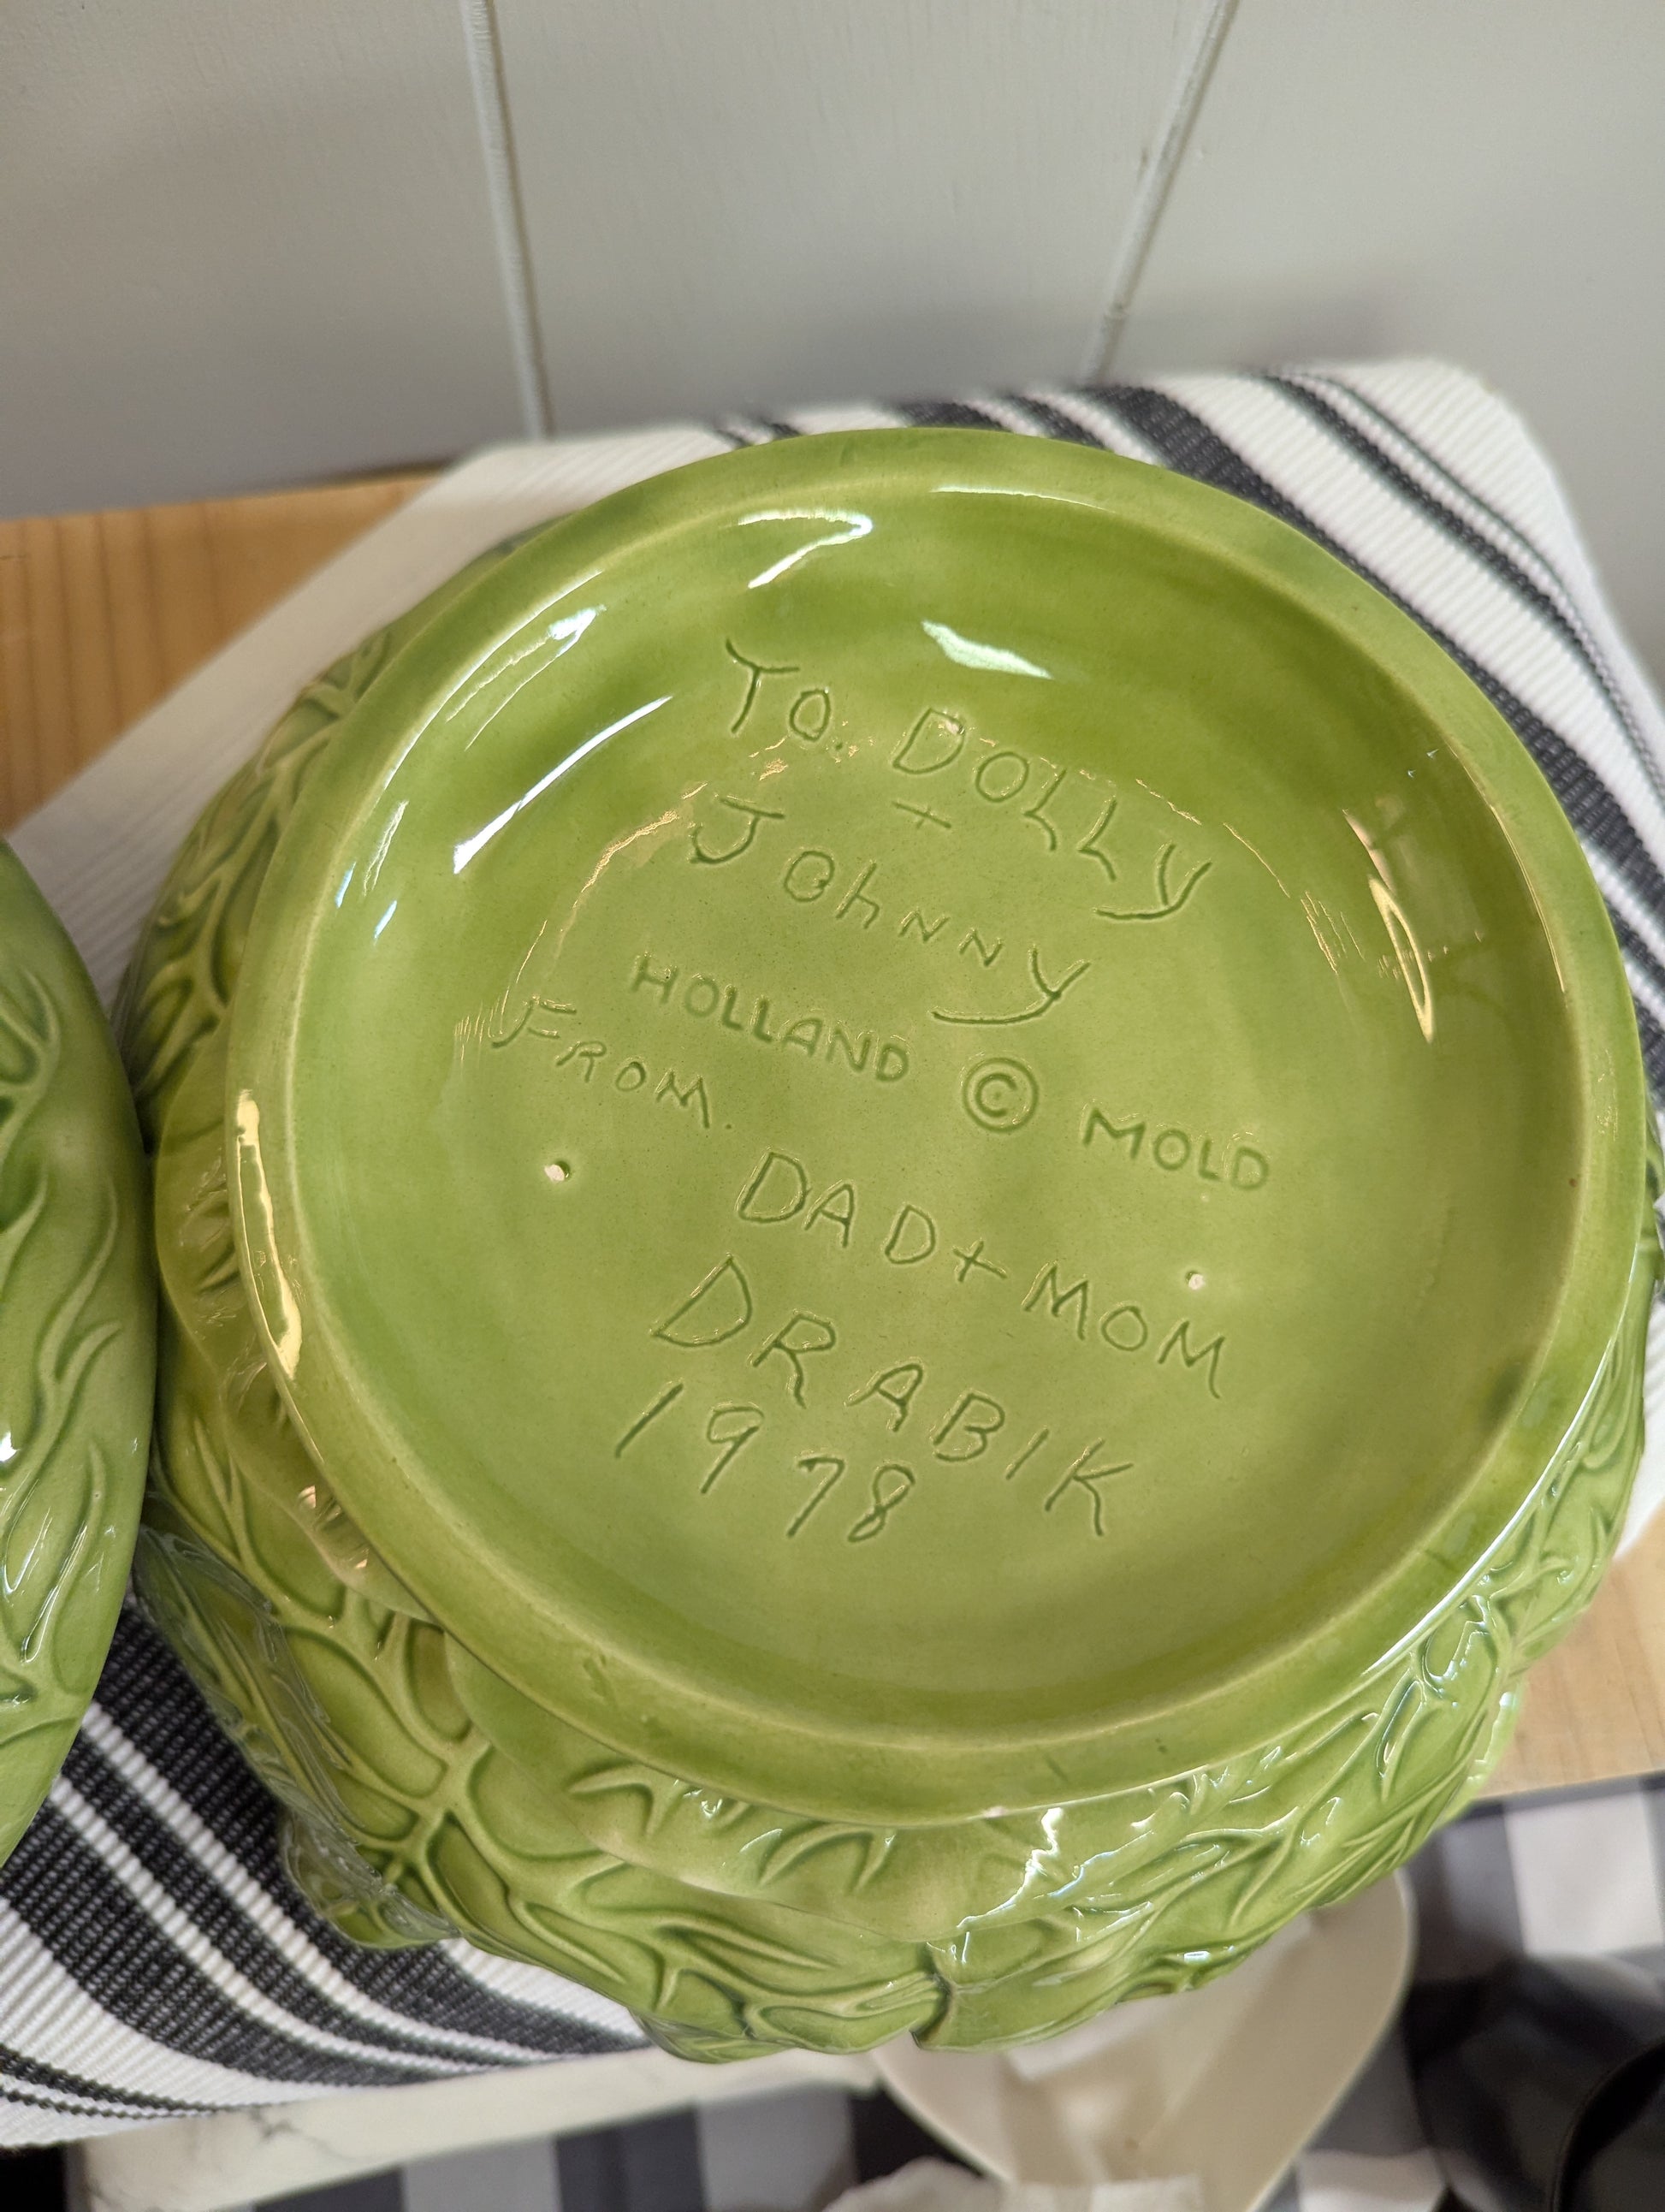 To. DOLLY
+
Johnny
HOLLAND © MOLD
FROM.
DAD + MOM
DRABIK
1978